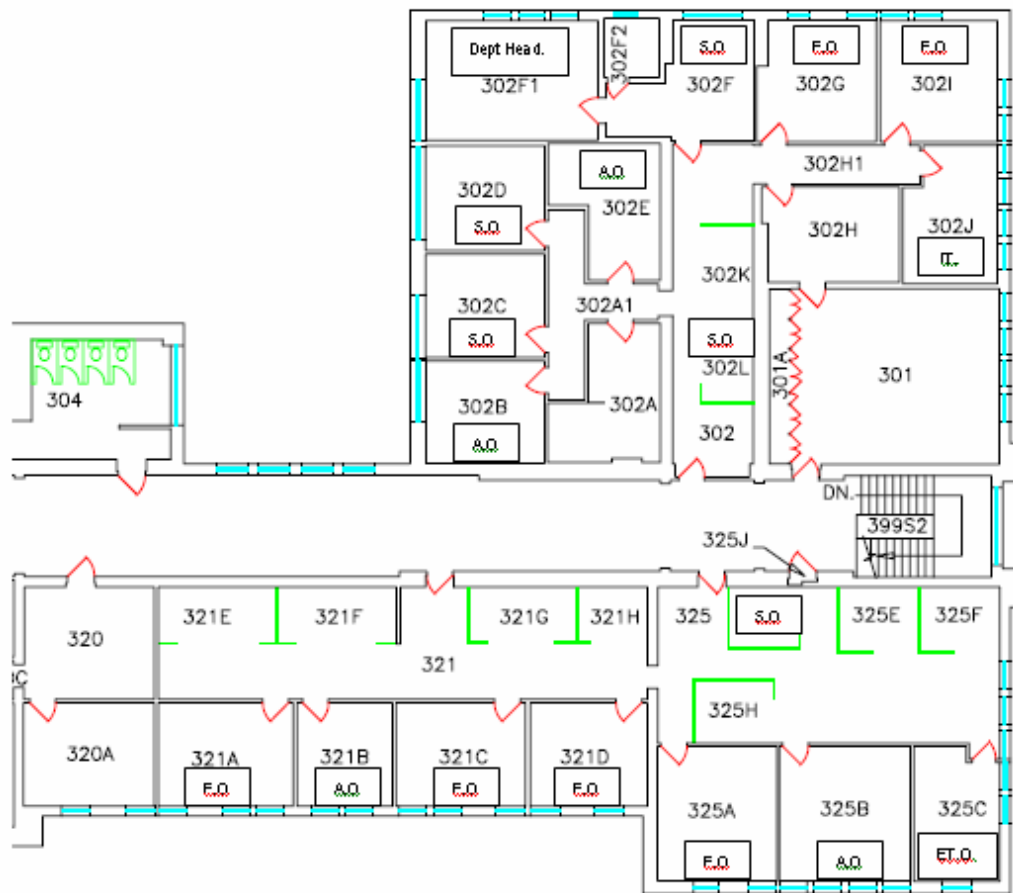 Dept Head.
302F1
302F2
S.O.
302F
F.O.
302G
F.O.
302I
302H1
302D
S.O.
A.O.
302E
302H
302J
IT.
302K
302C
S.O.
302A1
S.O.
302L
301A
301
304
302B
A.O.
302A
302
DN.
399S2
325J
320
321E
321F
321G
321H
321
325
S.O.
325E
325F
325H
320A
321A
F.O.
321B
A.O.
321C
F.O.
321D
F.O.
325A
F.O.
325B
A.O.
325C
ET.O.